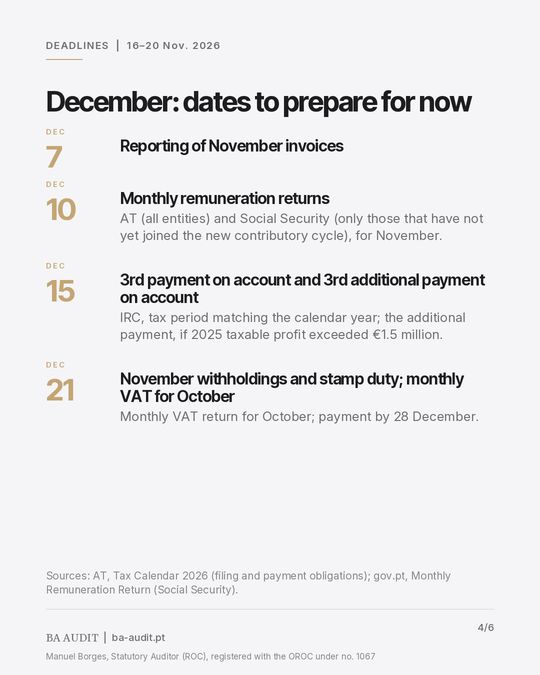 DEADLINES | 16–20 Nov. 2026
December: dates to prepare for now
DEC
7
Reporting of November invoices
DEC
10
Monthly remuneration returns
AT (all entities) and Social Security (only those that have not
yet joined the new contributory cycle), for November.
DEC
15
3rd payment on account and 3rd additional payment
on account
IRC, tax period matching the calendar year; the additional
payment, if 2025 taxable profit exceeded €1.5 million.
DEC
21
November withholdings and stamp duty; monthly
VAT for October
Monthly VAT return for October; payment by 28 December.
Sources: AT, Tax Calendar 2026 (filing and payment obligations); gov.pt, Monthly
Remuneration Return (Social Security).
4/6
BA AUDIT | ba-audit.pt
Manuel Borges, Statutory Auditor (ROC), registered with the OROC under no. 1067